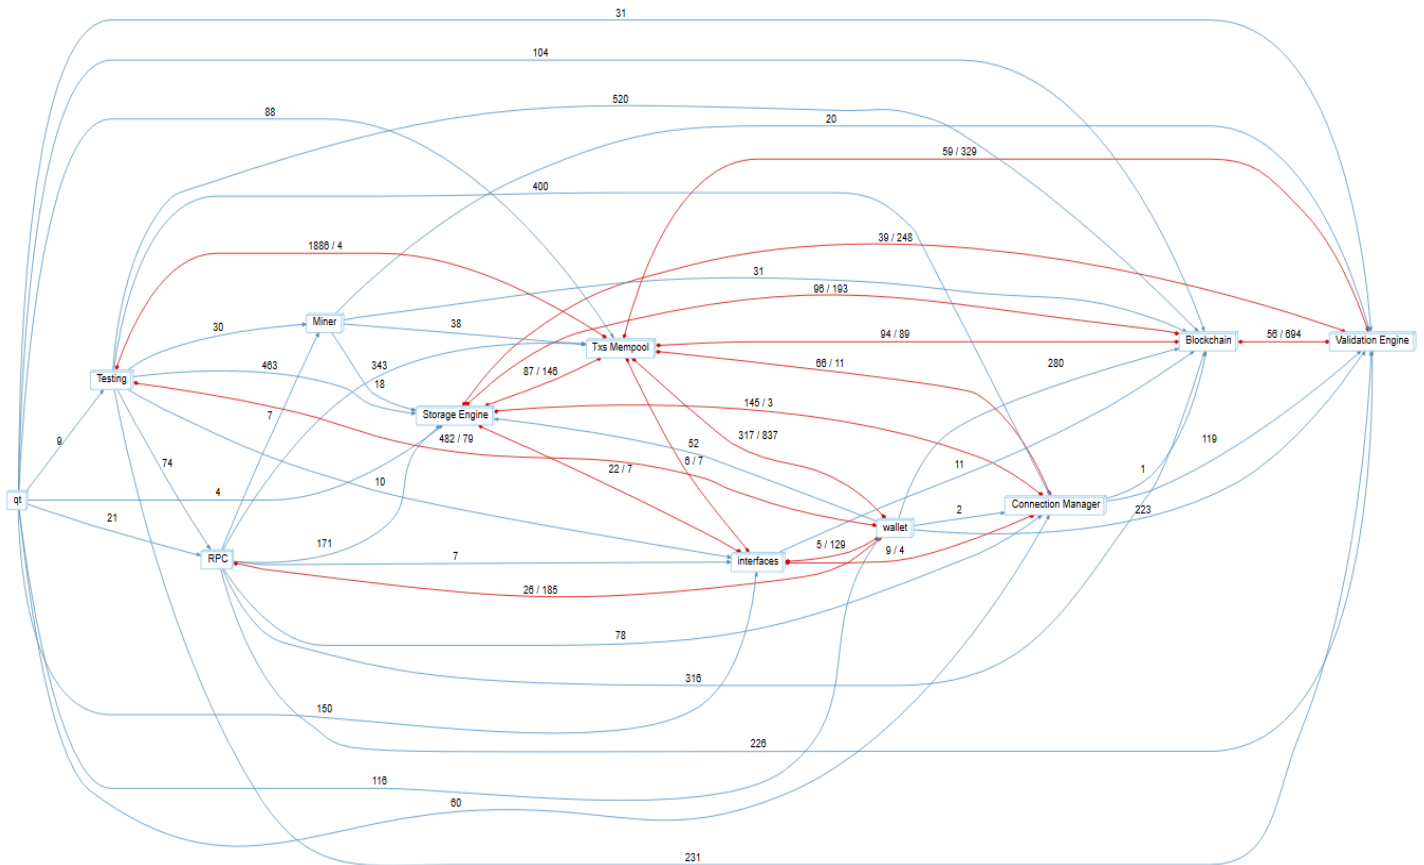 31
104
520
88
20
59 / 329
400
39 / 248
1886 / 4
31
96 / 193
Miner
30
38
94 / 89
56 / 694
Blockchain
Validation Engine
Txs Mempool
343
463
66 / 11
280
87 / 146
Testing
18
145 / 3
Storage Engine
7
317 / 837
482 / 79
9
52
119
6 / 7
74
22 / 7
11
1
10
4
qt
Connection Manager
2
223
21
wallet
171
5 / 129
9 / 4
7
RPC
interfaces
26 / 185
78
316
150
226
116
60
231